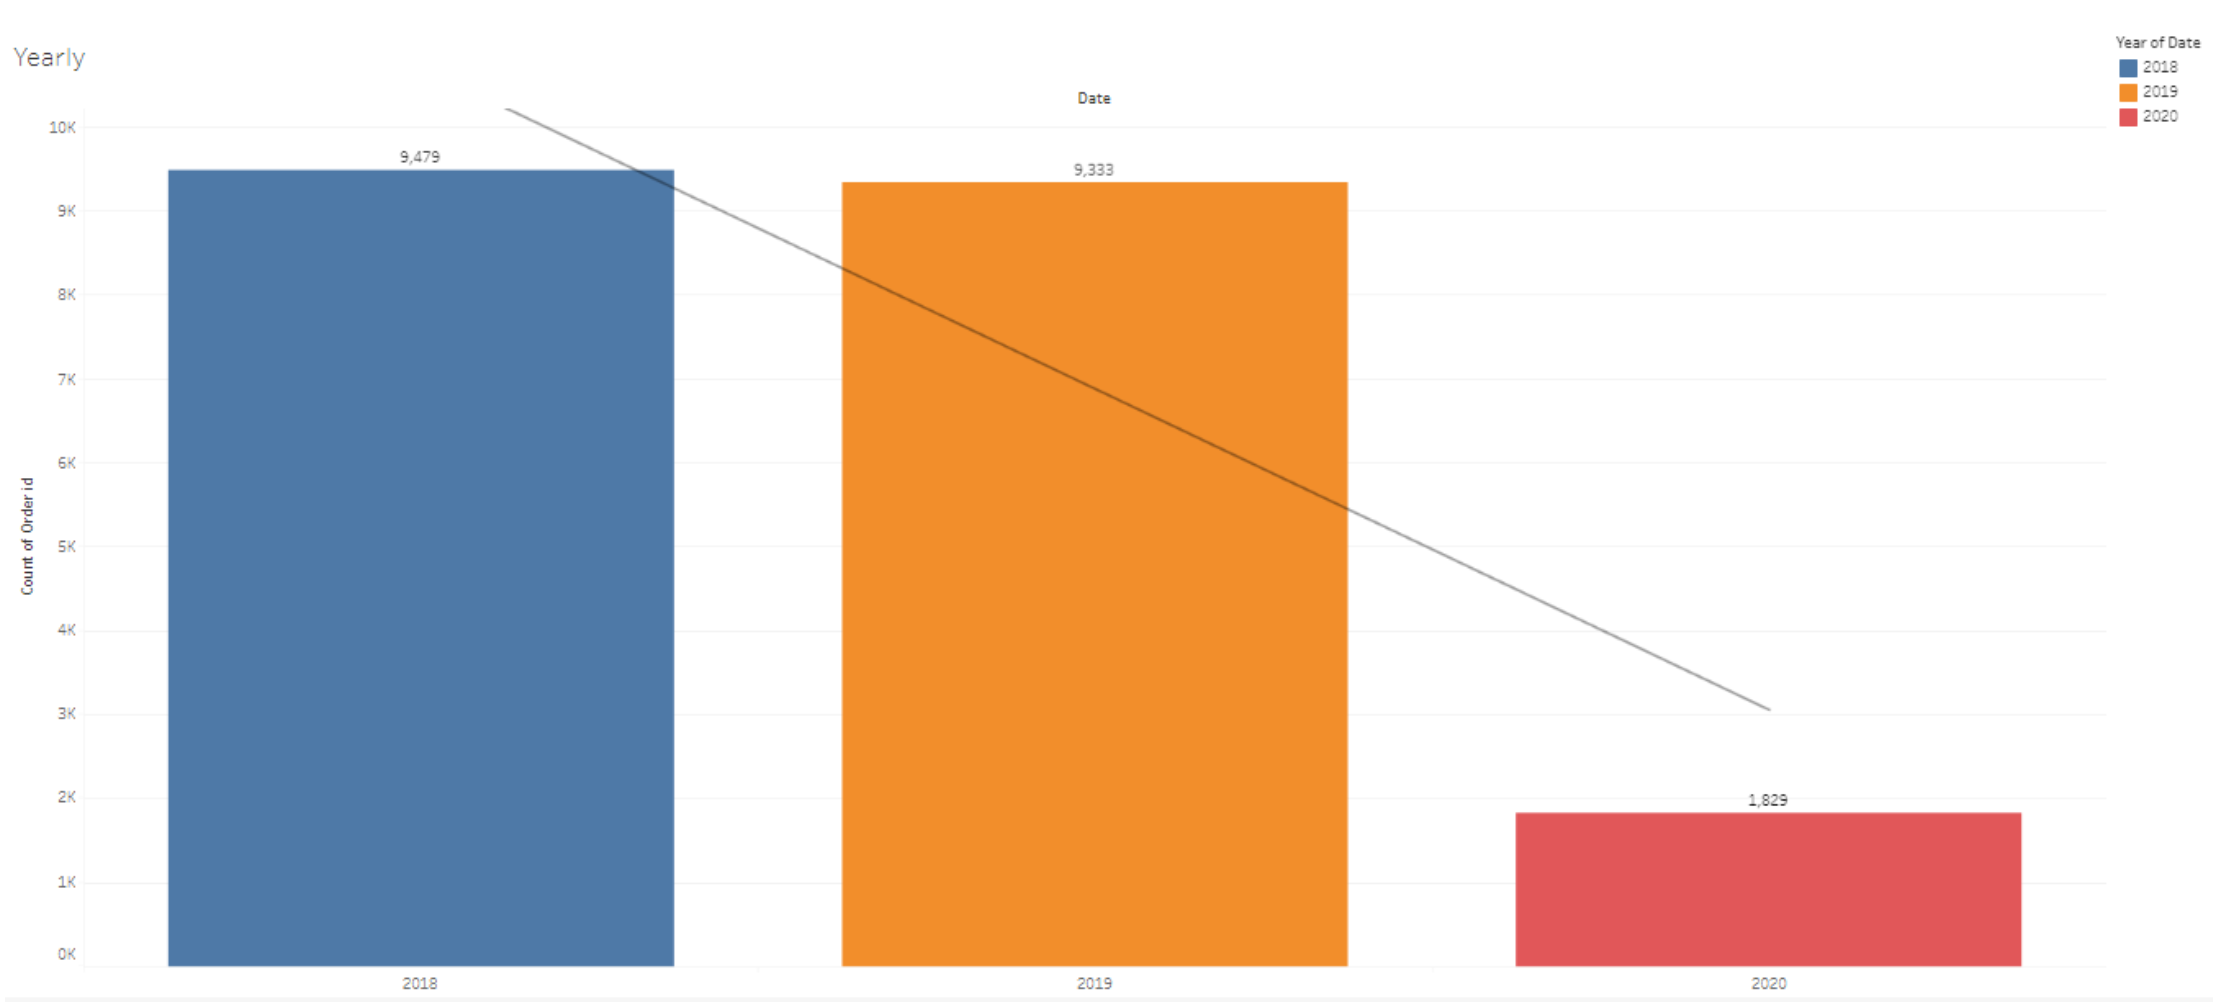 Yearly
Year of Date
2018
2019
2020
Date
10K
9K
8K
7K
6K
5K
4K
3K
2K
1K
0K
Count of Order id
9,479
9,333
1,829
2018
2019
2020